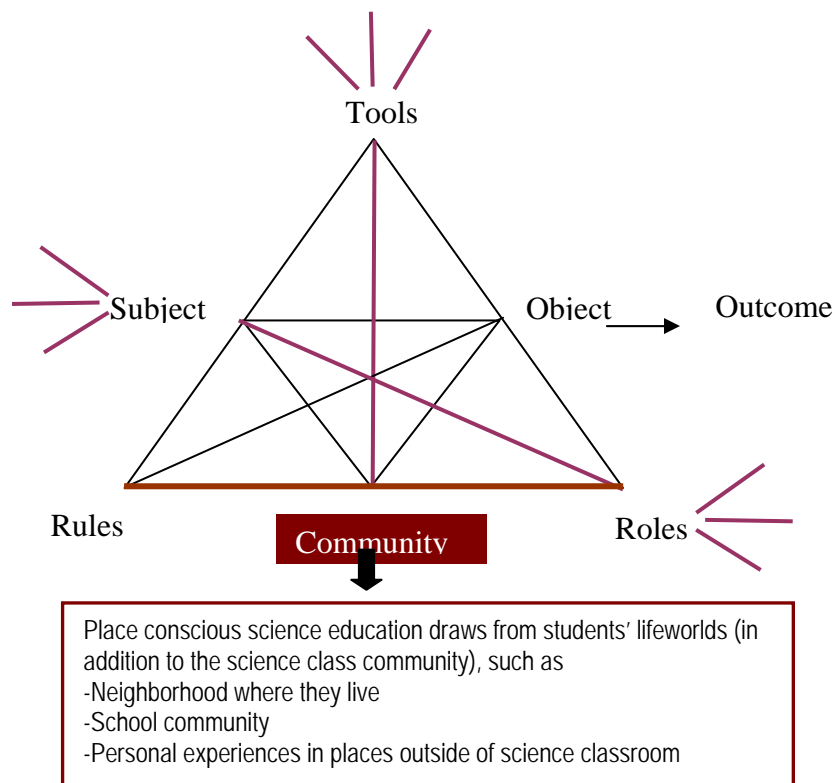 Tools
Subject
Object
Outcome
Rules
Community
Roles
Place conscious science education draws from students’ lifeworlds (in
addition to the science class community), such as
-Neighborhood where they live
-School community
-Personal experiences in places outside of science classroom